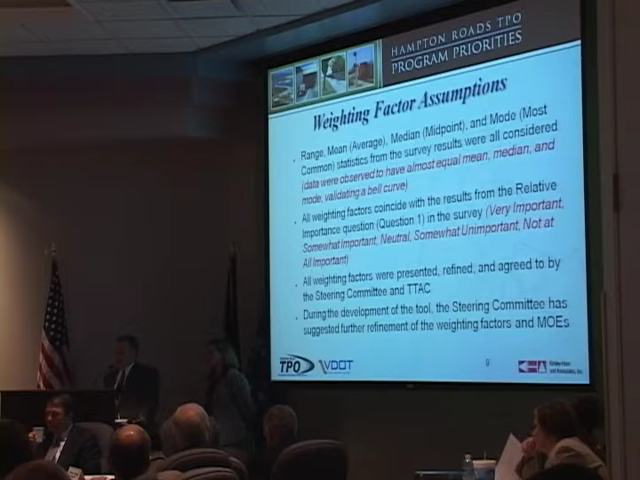 HAMPTON ROADS TPO
PROGRAM PRIORITIES
Weighting Factor Assumptions
Range, Mean (Average), Median (Midpoint), and Mode (Most
Common) statistics from the survey results were all considered
(data were observed to have almost equal mean, median, and
mode, validating a bell curve)
All weighting factors coincide with the results from the Relative
Importance question (Question 1) in the survey (Very Important,
Somewhat Important, Neutral, Somewhat Unimportant, Not at
All Important)
All weighting factors were presented, refined, and agreed to by
the Steering Committee and TTAC
During the development of the tool, the Steering Committee has
suggested further refinement of the weighting factors and MOEs
TPO VDOT 9 Kimley-Horn
and Associates, Inc.